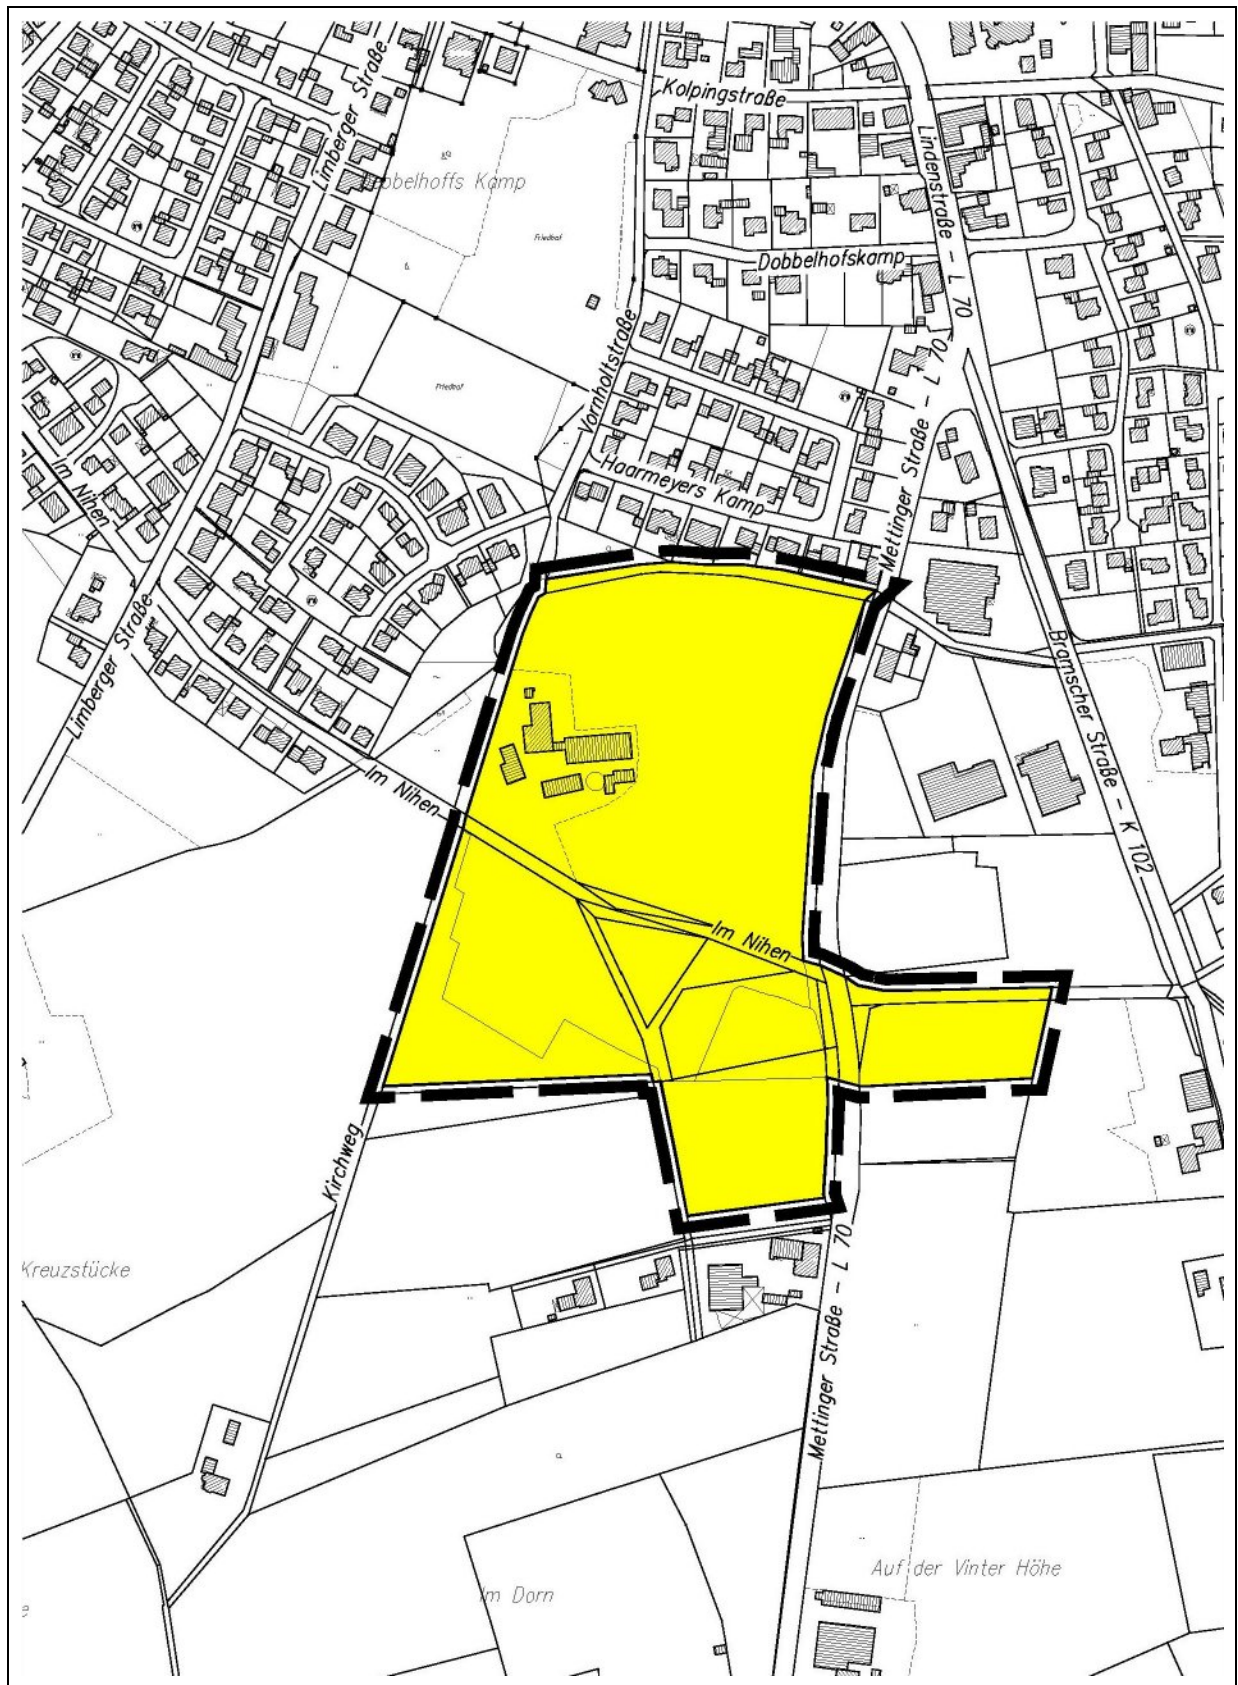 Limberger Straße
Kolpingstraße
Lindenstraße - L 70
Friedhof
Dobbelhofskamp
Vornholtstraße
Friedhof
Mettinger Straße - L 70
Haarmeyers Kamp
Im Nihen
Limberger Straße
Bramscher Straße - K 102
Im Nihen
Im Nihen
Kirchweg
Kreuzstücke
Mettinger Straße - L 70
Auf der Vinter Höhe
Im Dorn